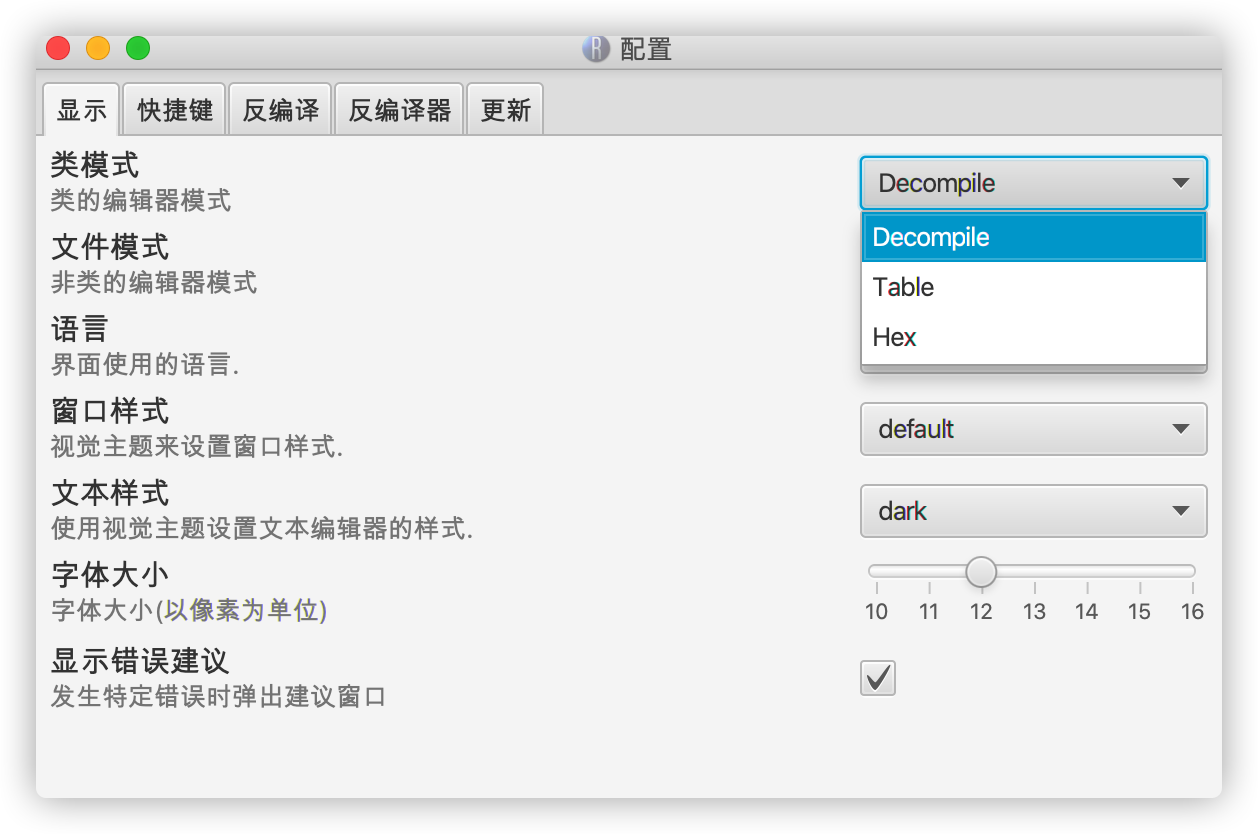 配置
显示 快捷键 反编译 反编译器 更新
类模式
类的编辑器模式
Decompile
Decompile
Table
Hex
文件模式
非类的编辑器模式
语言
界面使用的语言.
窗口样式
视觉主题来设置窗口样式.
default
文本样式
使用视觉主题设置文本编辑器的样式.
dark
字体大小
字体大小(以像素为单位)
10 11 12 13 14 15 16
显示错误建议
发生特定错误时弹出建议窗口